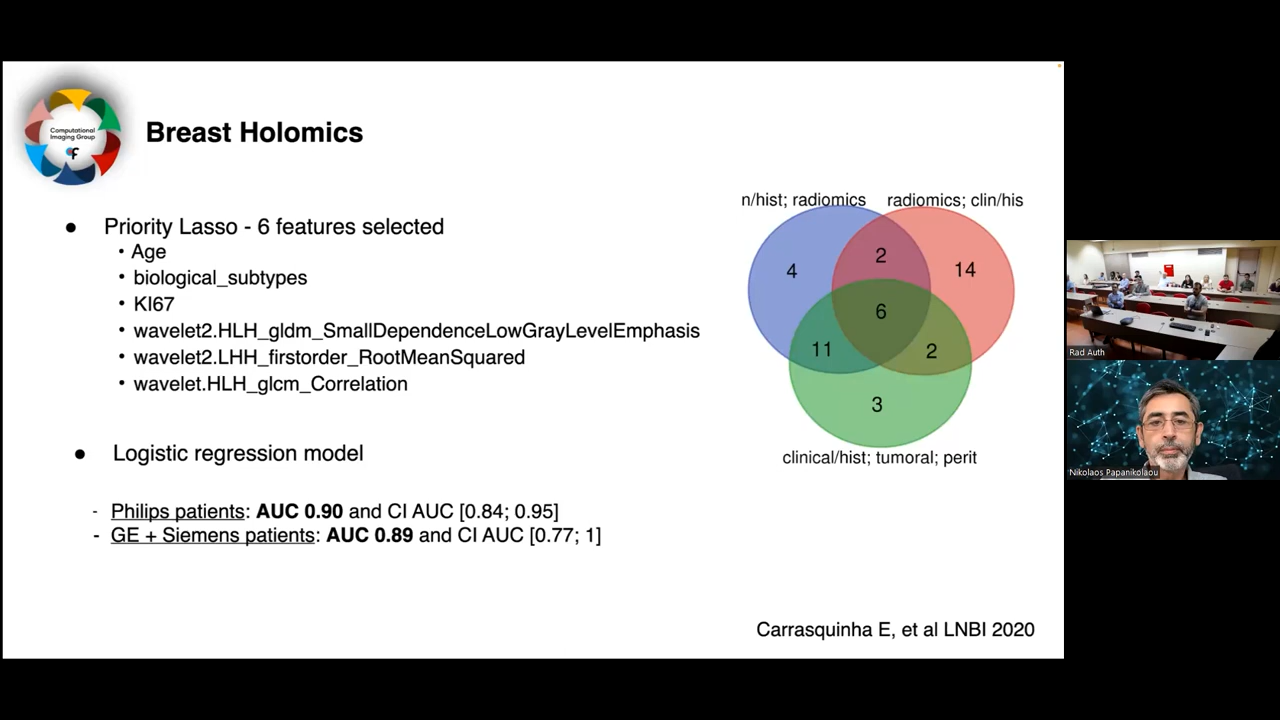 Computational
Imaging Group
cf
Breast Holomics
● Priority Lasso - 6 features selected
• Age
• biological_subtypes
• KI67
• wavelet2.HLH_gldm_SmallDependenceLowGrayLevelEmphasis
• wavelet2.LHH_firstorder_RootMeanSquared
• wavelet.HLH_glcm_Correlation
● Logistic regression model
- Philips patients: AUC 0.90 and CI AUC [0.84; 0.95]
- GE + Siemens patients: AUC 0.89 and CI AUC [0.77; 1]
n/hist; radiomics
radiomics; clin/his
4
2
14
6
11
2
3
clinical/hist; tumoral; perit
Carrasquinha E, et al LNBI 2020
Rad Auth
Nikolaos Papanikolaou